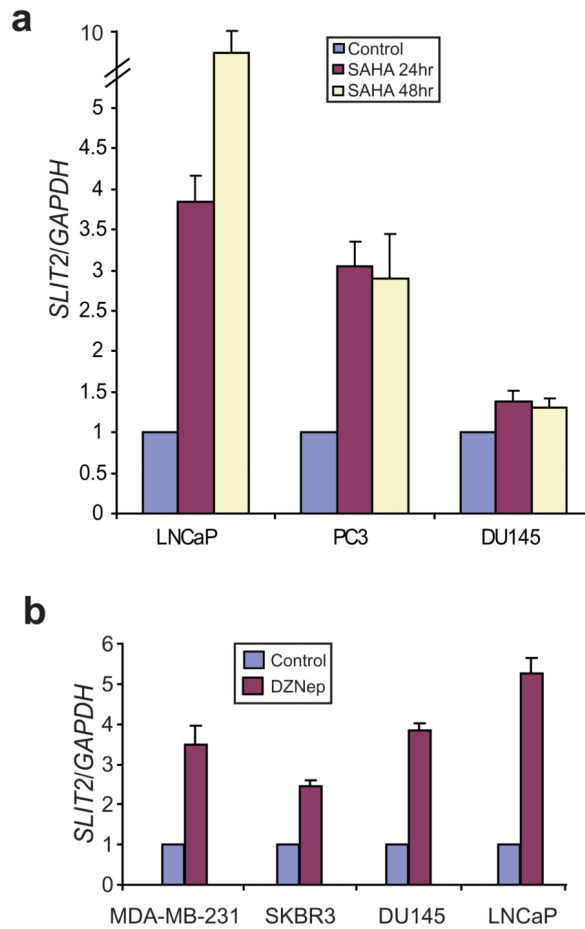 a
10
5
4.5
4
3.5
3
2.5
2
1.5
1
0.5
0
SLIT2/GAPDH
Control
SAHA 24hr
SAHA 48hr
LNCaP PC3 DU145
b
6
5
4
3
2
1
0
SLIT2/GAPDH
Control
DZNep
MDA-MB-231 SKBR3 DU145 LNCaP